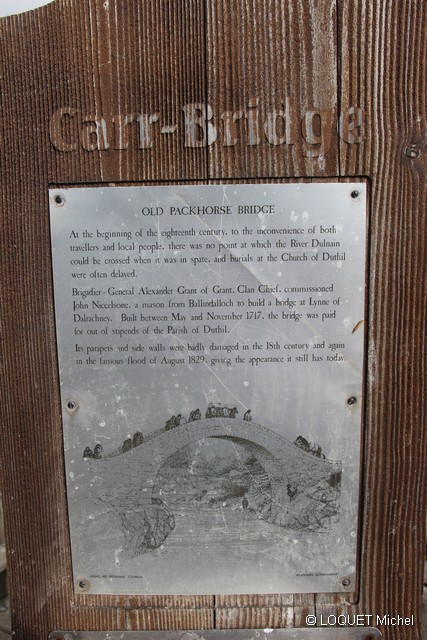 Carr-Bridge
OLD PACKHORSE BRIDGE
At the beginning of the eighteenth century, to the inconvenience of both
travellers and local people, there was no point at which the River Dulnain
could be crossed when it was in spate, and burials at the Church of Duthil
were often delayed.
Brigadier-General Alexander Grant of Grant, Clan Chief, commissioned
John Niccelsone, a mason from Ballindalloch to build a bridge at Lynne of
Dalrachney. Built between May and November 1717, the bridge was paid
for out of stipends of the Parish of Duthil.
Its parapets and side walls were badly damaged in the 18th century and again
in the famous flood of August 1829, giving the appearance it still has today.
COUNCIL
PLANNING DEPARTMENT
© LOQUET Michel